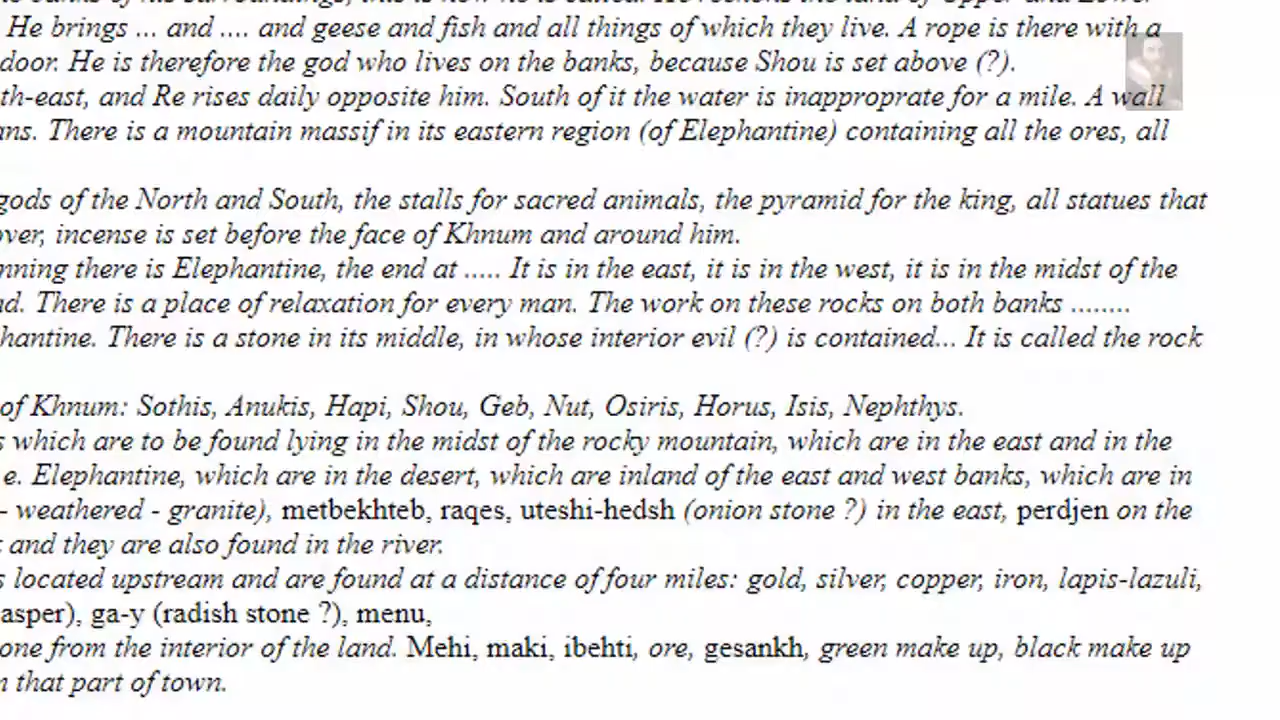 He brings ... and .... and geese and fish and all things of which they live. A rope is there with a
door. He is therefore the god who lives on the banks, because Shou is set above (?).
th-east, and Re rises daily opposite him. South of it the water is inapproprate for a mile. A wall
ns. There is a mountain massif in its eastern region (of Elephantine) containing all the ores, all
gods of the North and South, the stalls for sacred animals, the pyramid for the king, all statues that
over, incense is set before the face of Khnum and around him.
nning there is Elephantine, the end at ..... It is in the east, it is in the west, it is in the midst of the
nd. There is a place of relaxation for every man. The work on these rocks on both banks ........
hantine. There is a stone in its middle, in whose interior evil (?) is contained... It is called the rock
of Khnum: Sothis, Anukis, Hapi, Shou, Geb, Nut, Osiris, Horus, Isis, Nephthys.
s which are to be found lying in the midst of the rocky mountain, which are in the east and in the
e. Elephantine, which are in the desert, which are inland of the east and west banks, which are in
- weathered - granite), metbekhteb, raqes, uteshi-hedsh (onion stone ?) in the east, perdjen on the
and they are also found in the river.
s located upstream and are found at a distance of four miles: gold, silver, copper, iron, lapis-lazuli,
asper), ga-y (radish stone ?), menu,
one from the interior of the land. Mehi, maki, ibehti, ore, gesankh, green make up, black make up
n that part of town.